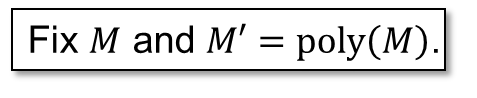 Fix M and M′ = poly(M).